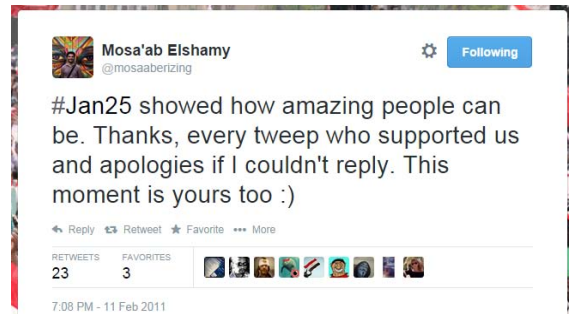 Mosa'ab Elshamy
@mosaaberizing
Following
#Jan25 showed how amazing people can
be. Thanks, every tweep who supported us
and apologies if I couldn't reply. This
moment is yours too :)
Reply Retweet Favorite ••• More
RETWEETS FAVORITES
23 3
7:08 PM - 11 Feb 2011